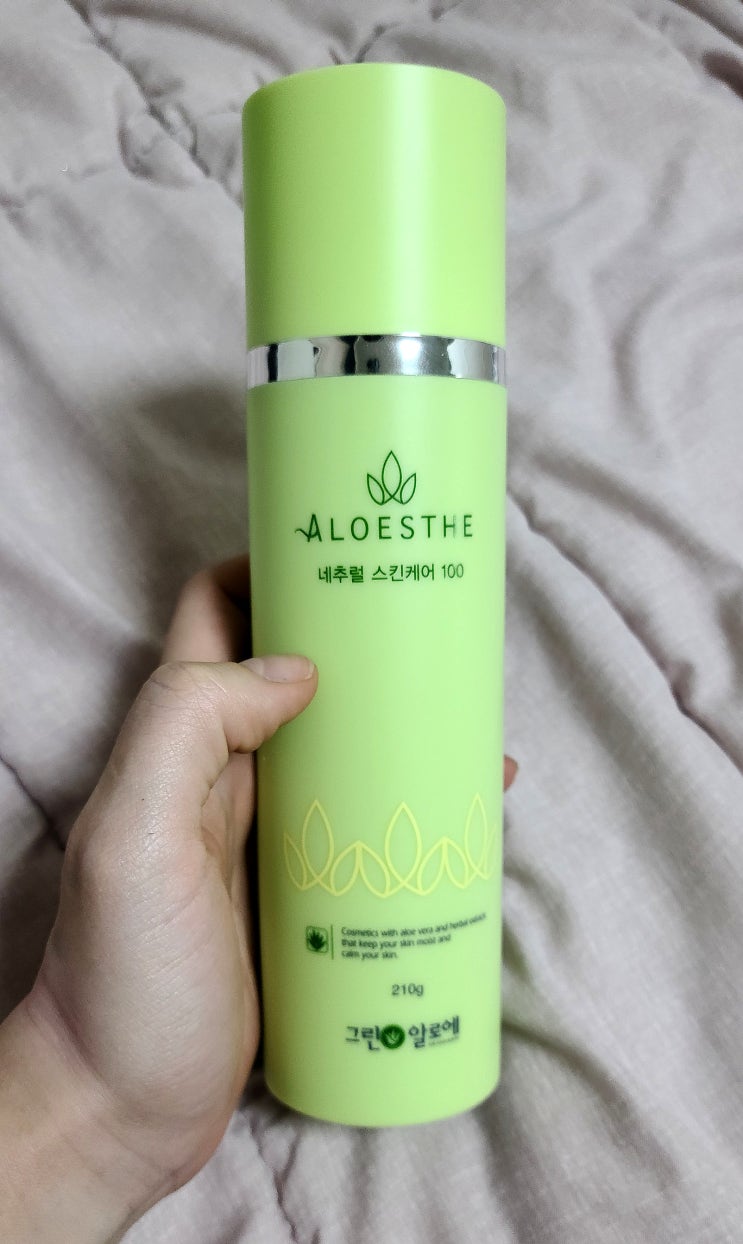 ALOESTHE
네추럴 스킨케어 100
Cosmetics with aloe vera and herbal extracts
that keep your skin moist and
calm your skin.
210g
그린 알로에